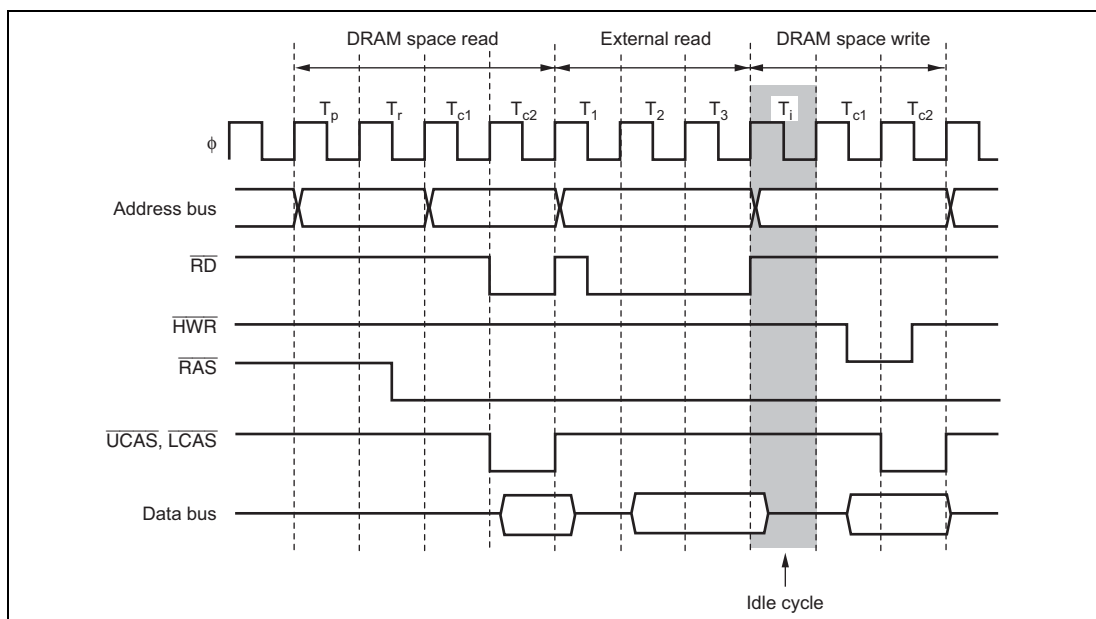 DRAM space read External read DRAM space write
Tp Tr Tc1 Tc2 T1 T2 T3 Ti Tc1 Tc2
ϕ
Address bus
RD
HWR
RAS
UCAS, LCAS
Data bus
Idle cycle